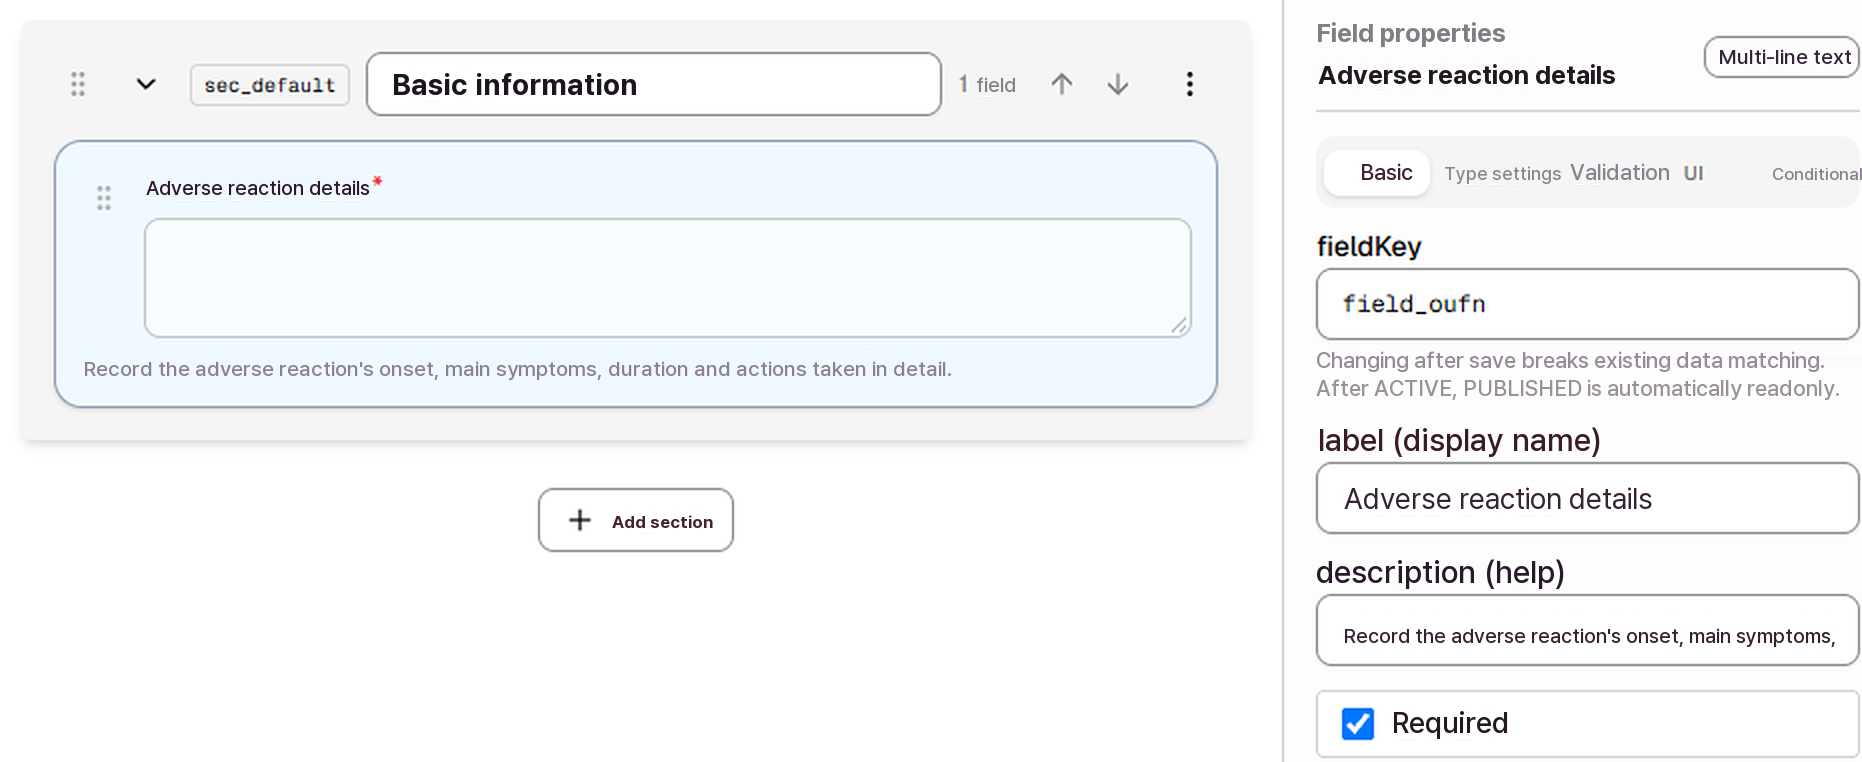 sec_default
Basic information
1 field
Adverse reaction details*
Record the adverse reaction's onset, main symptoms, duration and actions taken in detail.
Add section
Field properties
Adverse reaction details
Multi-line text
Basic Type settings Validation UI Conditional
fieldKey
field_oufn
Changing after save breaks existing data matching.
After ACTIVE, PUBLISHED is automatically readonly.
label (display name)
Adverse reaction details
description (help)
Record the adverse reaction's onset, main symptoms,
Required